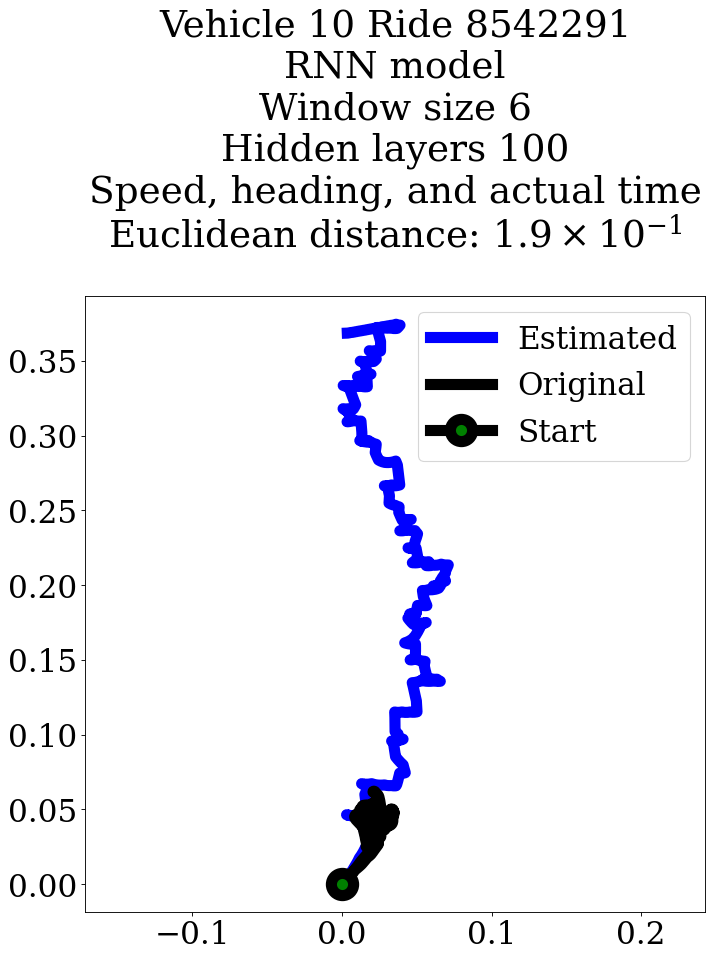 Vehicle 10 Ride 8542291
RNN model
Window size 6
Hidden layers 100
Speed, heading, and actual time
Euclidean distance: 1.9 × 10⁻¹
Estimated
Original
Start
0.35
0.30
0.25
0.20
0.15
0.10
0.05
0.00
−0.1 0.0 0.1 0.2